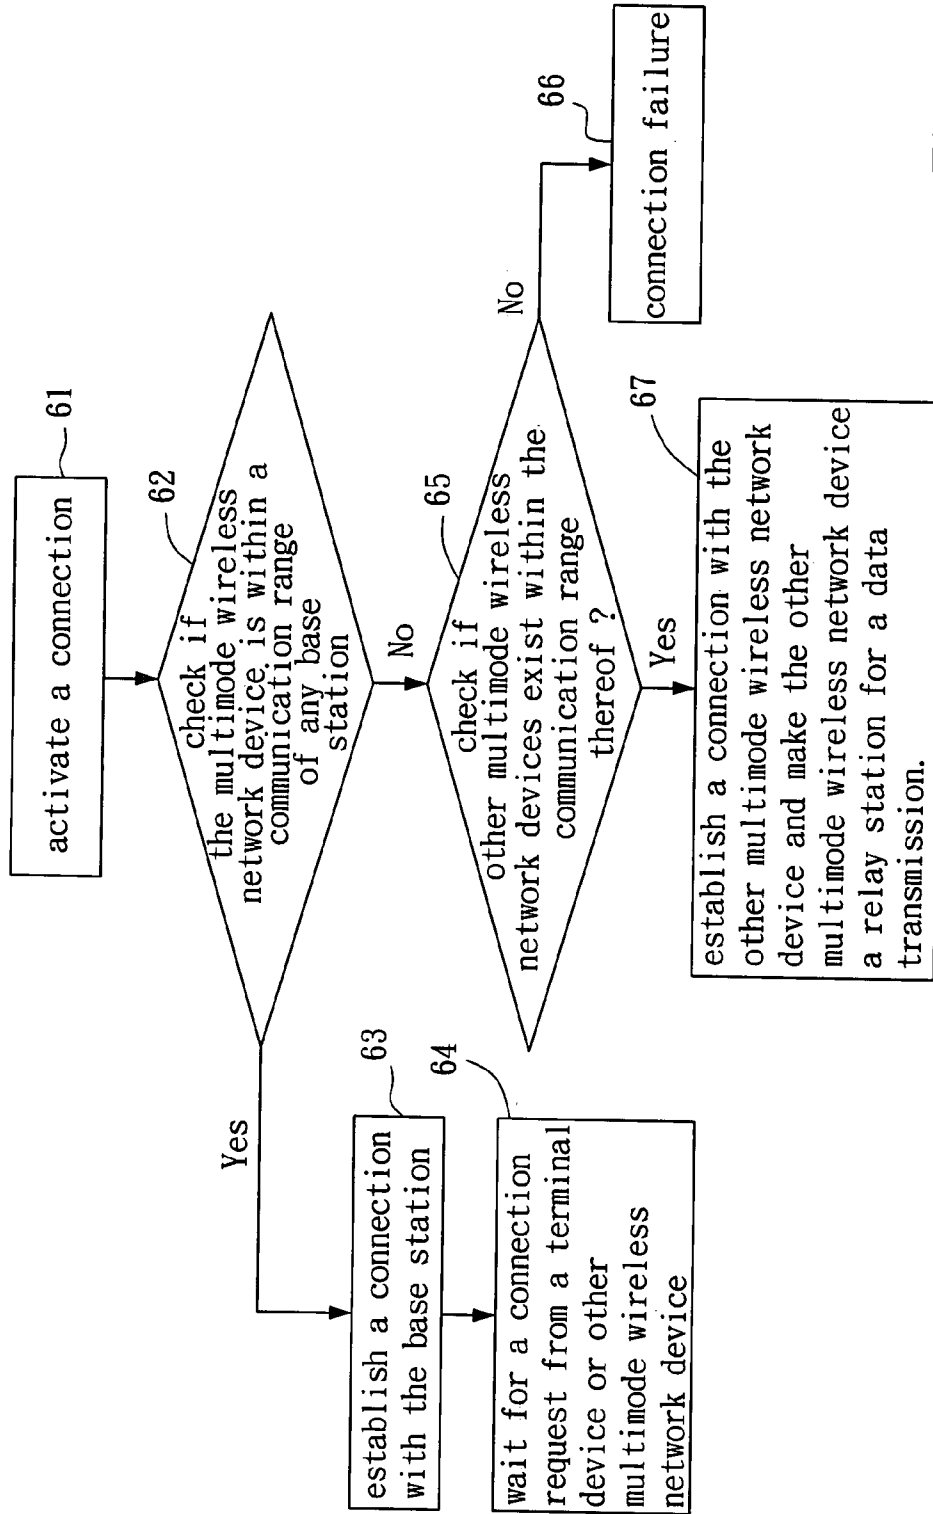 activate a connection
61
check if
the multimode wireless
network device is within a
communication range
of any base
station
62
Yes
No
establish a connection
with the base station
63
wait for a connection
request from a terminal
device or other
multimode wireless
network device
64
check if
other multimode wireless
network devices exist within the
communication range
thereof ?
65
No
Yes
connection failure
66
establish a connection with the
other multimode wireless network
device and make the other
multimode wireless network device
a relay station for a data
transmission.
67